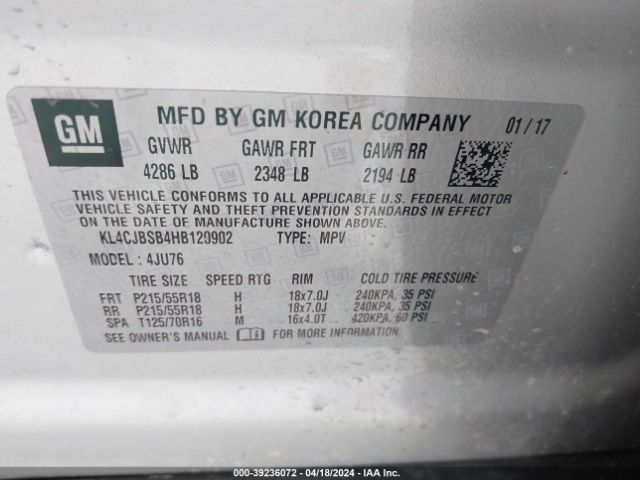 GM
MFD BY GM KOREA COMPANY 01 / 17
GVWR GAWR FRT GAWR RR
4286 LB 2348 LB 2194 LB
THIS VEHICLE CONFORMS TO ALL APPLICABLE U.S. FEDERAL MOTOR
VEHICLE SAFETY AND THEFT PREVENTION STANDARDS IN EFFECT
ON THE DATE OF MANUFACTURE SHOWN ABOVE.
KL4CJBSB4HB129902 TYPE: MPV
MODEL : 4JU76
TIRE SIZE SPEED RTG RIM COLD TIRE PRESSURE
FRT P215/55R18 H 18x7.0J 240KPA, 35 PSI
RR P215/55R18 H 18x7.0J 240KPA, 35 PSI
SPA T125/70R16 M 16x4.0T 420KPA, 60 PSI
SEE OWNER'S MANUAL FOR MORE INFORMATION.
000-39236072 - 04/18/2024 - IAA Inc.